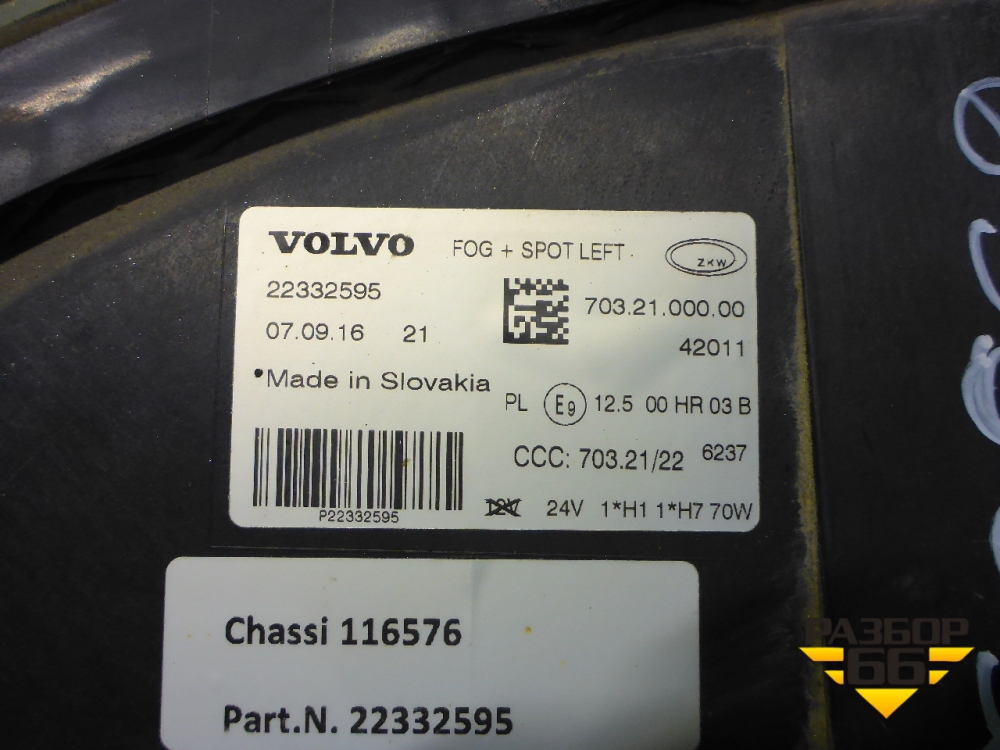 VOLVO FOG + SPOT LEFT
ZKW
22332595
703.21.000.00
07.09.16 21
42011
Made in Slovakia
PL E9 12.5 00 HR 03 B
CCC: 703.21/22 6237
12V 24V 1*H1 1*H7 70W
P22332595
Chassi 116576
Part.N. 22332595
РАЗБОР
66